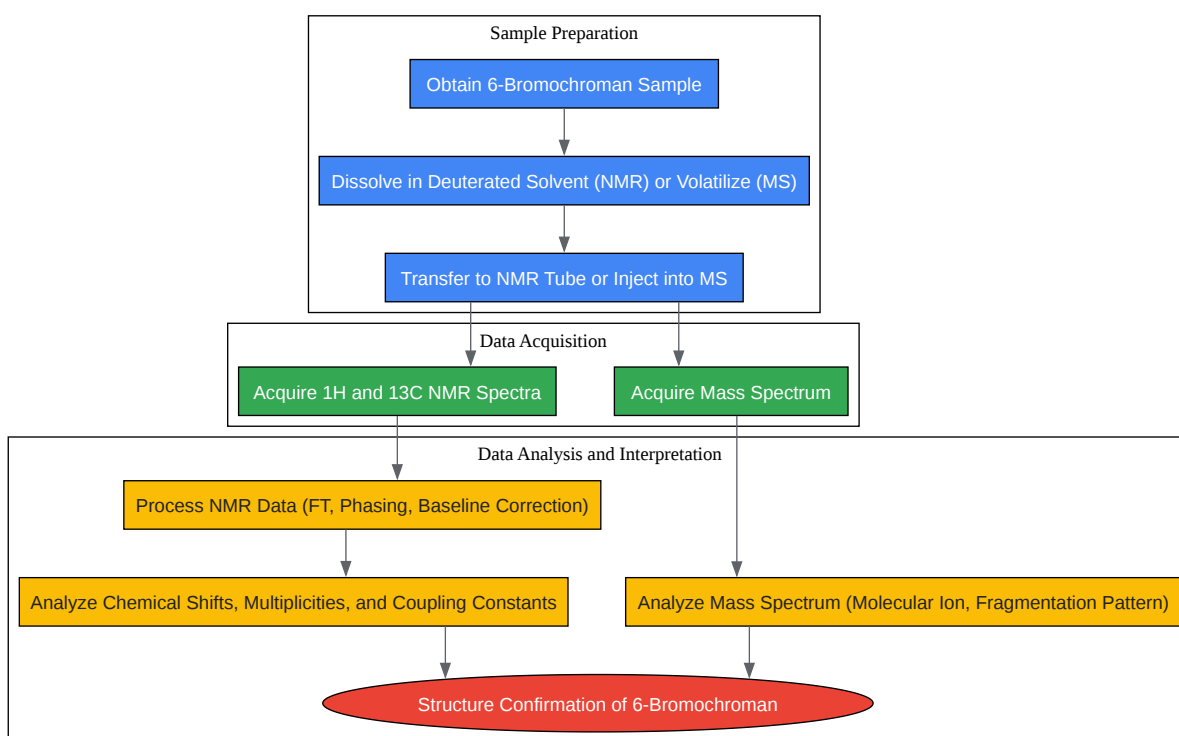 Sample Preparation
Obtain 6-Bromochroman Sample
Dissolve in Deuterated Solvent (NMR) or Volatilize (MS)
Transfer to NMR Tube or Inject into MS
Data Acquisition
Acquire 1H and 13C NMR Spectra
Acquire Mass Spectrum
Data Analysis and Interpretation
Process NMR Data (FT, Phasing, Baseline Correction)
Analyze Chemical Shifts, Multiplicities, and Coupling Constants
Analyze Mass Spectrum (Molecular Ion, Fragmentation Pattern)
Structure Confirmation of 6-Bromochroman